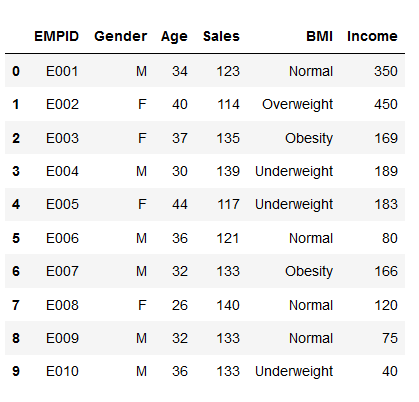 EMPID Gender Age Sales BMI Income
0 E001 M 34 123 Normal 350
1 E002 F 40 114 Overweight 450
2 E003 F 37 135 Obesity 169
3 E004 M 30 139 Underweight 189
4 E005 F 44 117 Underweight 183
5 E006 M 36 121 Normal 80
6 E007 M 32 133 Obesity 166
7 E008 F 26 140 Normal 120
8 E009 M 32 133 Normal 75
9 E010 M 36 133 Underweight 40